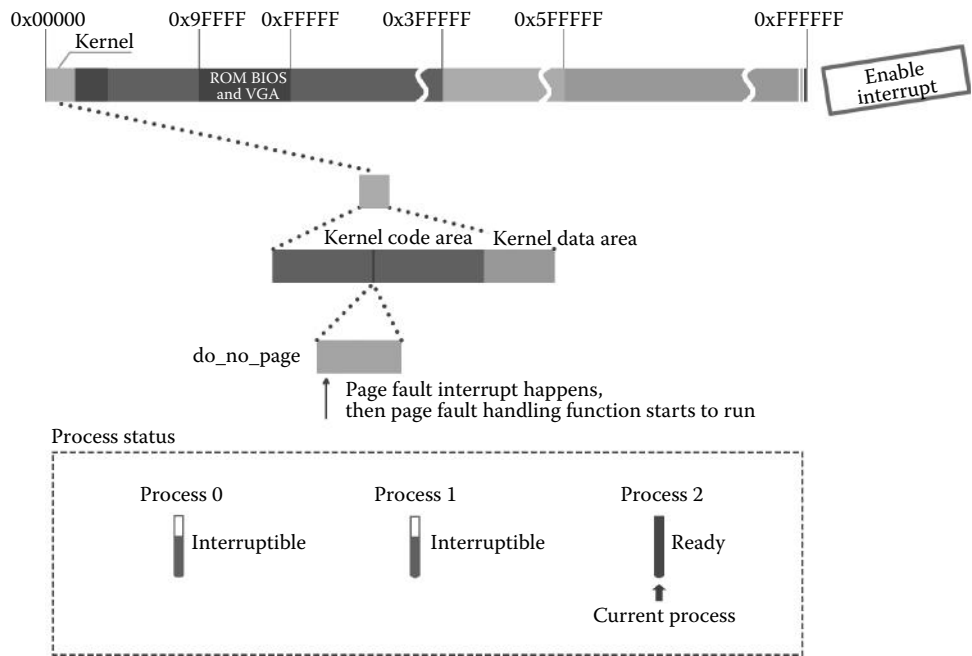 0x00000 0x9FFFF 0xFFFFF 0x3FFFFF 0x5FFFFF 0xFFFFFF
Kernel
ROM BIOS
and VGA
Enable
interrupt
Kernel code area Kernel data area
do_no_page
Page fault interrupt happens,
then page fault handling function starts to run
Process status
Process 0 Process 1 Process 2
Interruptible Interruptible Ready
Current process